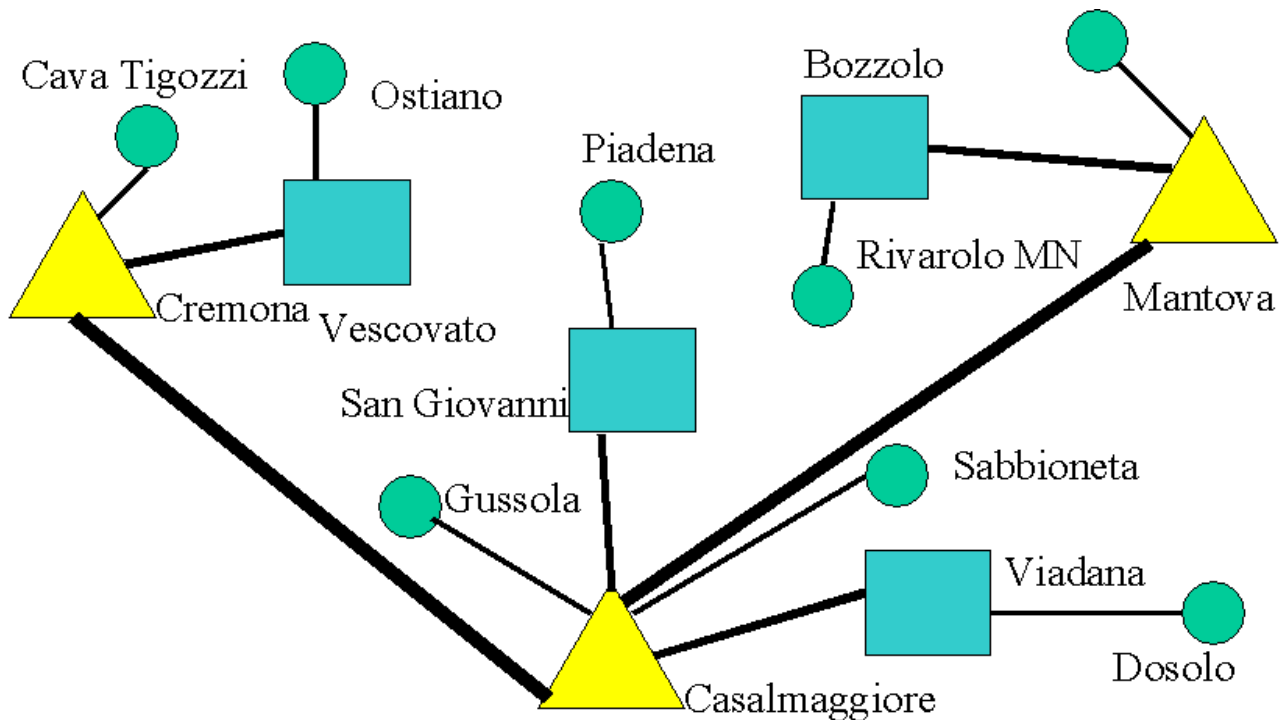 Cava Tigozzi
Ostiano
Bozzolo
Piadena
Rivarolo MN
Mantova
Cremona
Vescovato
San Giovanni
Sabbioneta
Gussola
Viadana
Dosolo
Casalmaggiore